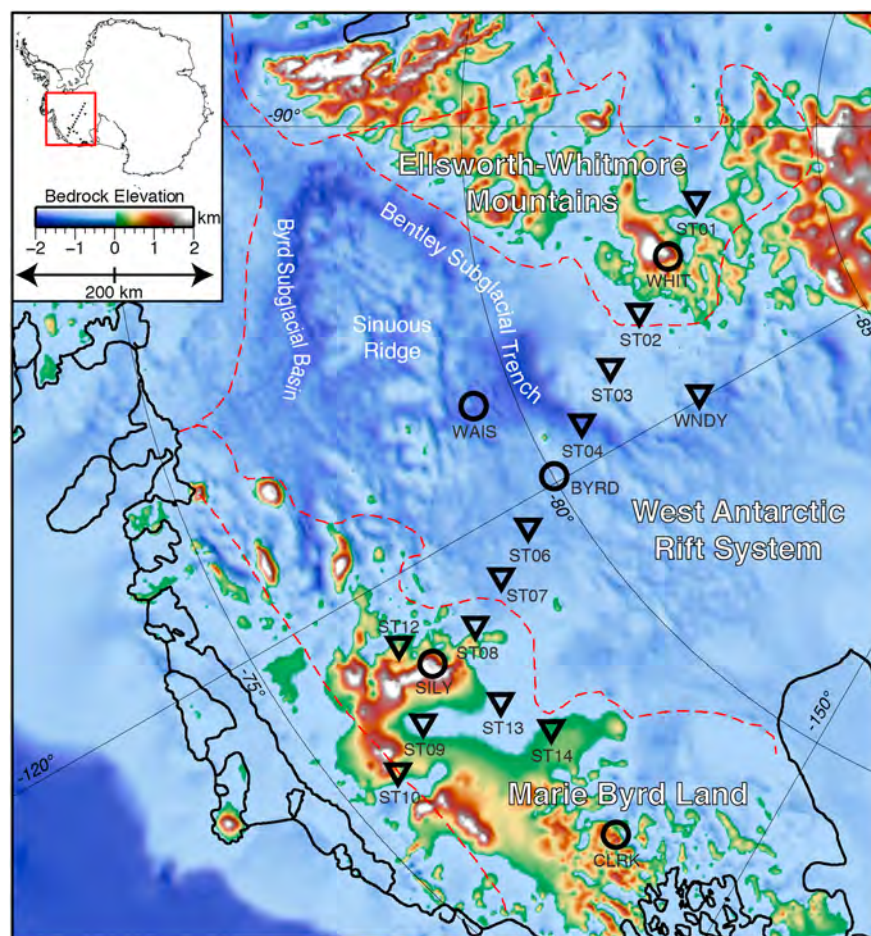 Bedrock Elevation
km
−2 −1 0 1 2
200 km
-90°
Ellsworth-Whitmore
Mountains
ST01
WHIT
Byrd Subglacial Basin
Bentley Subglacial Trench
Sinuous
Ridge
ST02
-85°
ST03
WNDY
WAIS
ST04
BYRD
-80°
West Antarctic
Rift System
ST06
ST07
ST12
ST08
SILY
-75°
ST13
ST09
ST14
-150°
-120°
ST10
Marie Byrd Land
CLRK